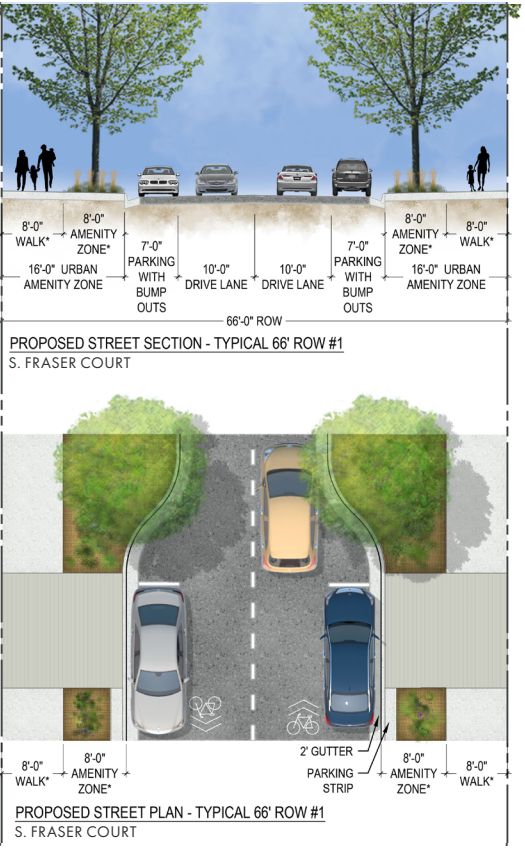 8'-0"
WALK*
8'-0"
AMENITY
ZONE*
16'-0" URBAN
AMENITY ZONE
7'-0"
PARKING
WITH
BUMP
OUTS
10'-0"
DRIVE LANE
10'-0"
DRIVE LANE
7'-0"
PARKING
WITH
BUMP
OUTS
8'-0"
AMENITY
ZONE*
8'-0"
WALK*
16'-0" URBAN
AMENITY ZONE
66'-0" ROW
PROPOSED STREET SECTION - TYPICAL 66' ROW #1
S. FRASER COURT
2' GUTTER
PARKING
STRIP
8'-0"
WALK*
8'-0"
AMENITY
ZONE*
8'-0"
AMENITY
ZONE*
8'-0"
WALK*
PROPOSED STREET PLAN - TYPICAL 66' ROW #1
S. FRASER COURT